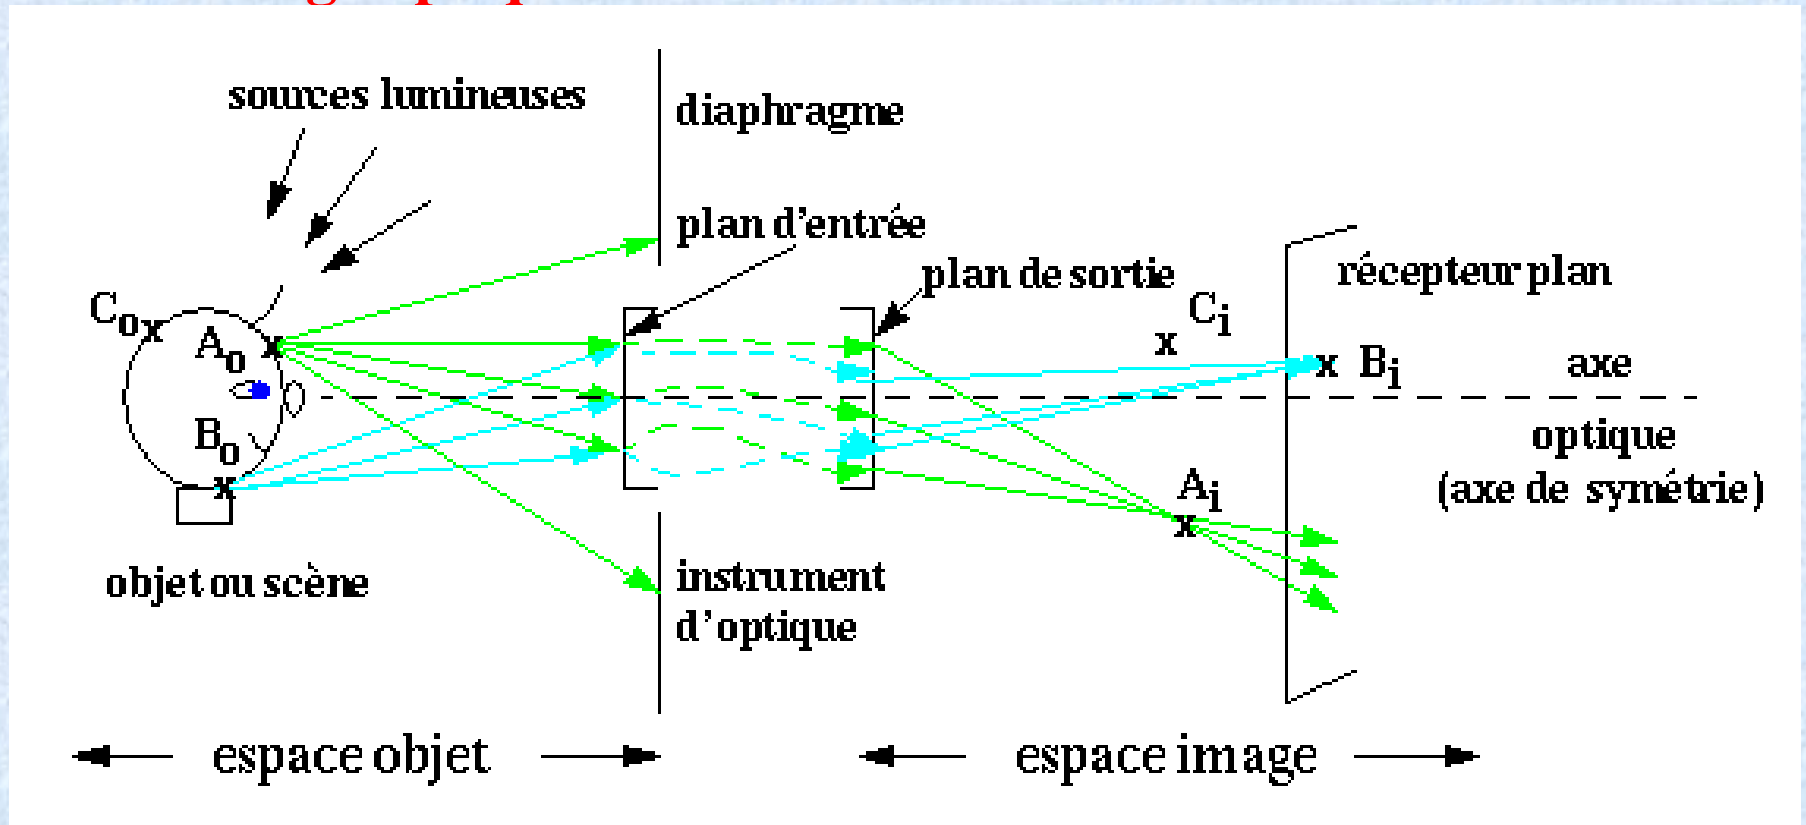 sources lumineuses
diaphragme
plan d'entrée
plan de sortie
récepteur plan
C₀
A₀
B₀
Cᵢ
Bᵢ
axe
optique
(axe de symétrie)
Aᵢ
objet ou scène
instrument
d'optique
espace objet
espace image